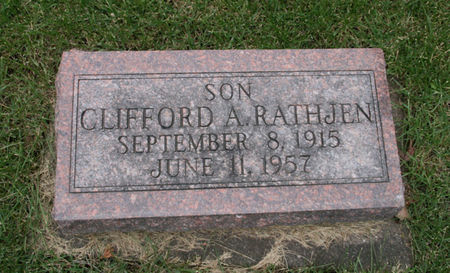 SON
CLIFFORD A. RATHJEN
SEPTEMBER 8, 1915
JUNE 11, 1957